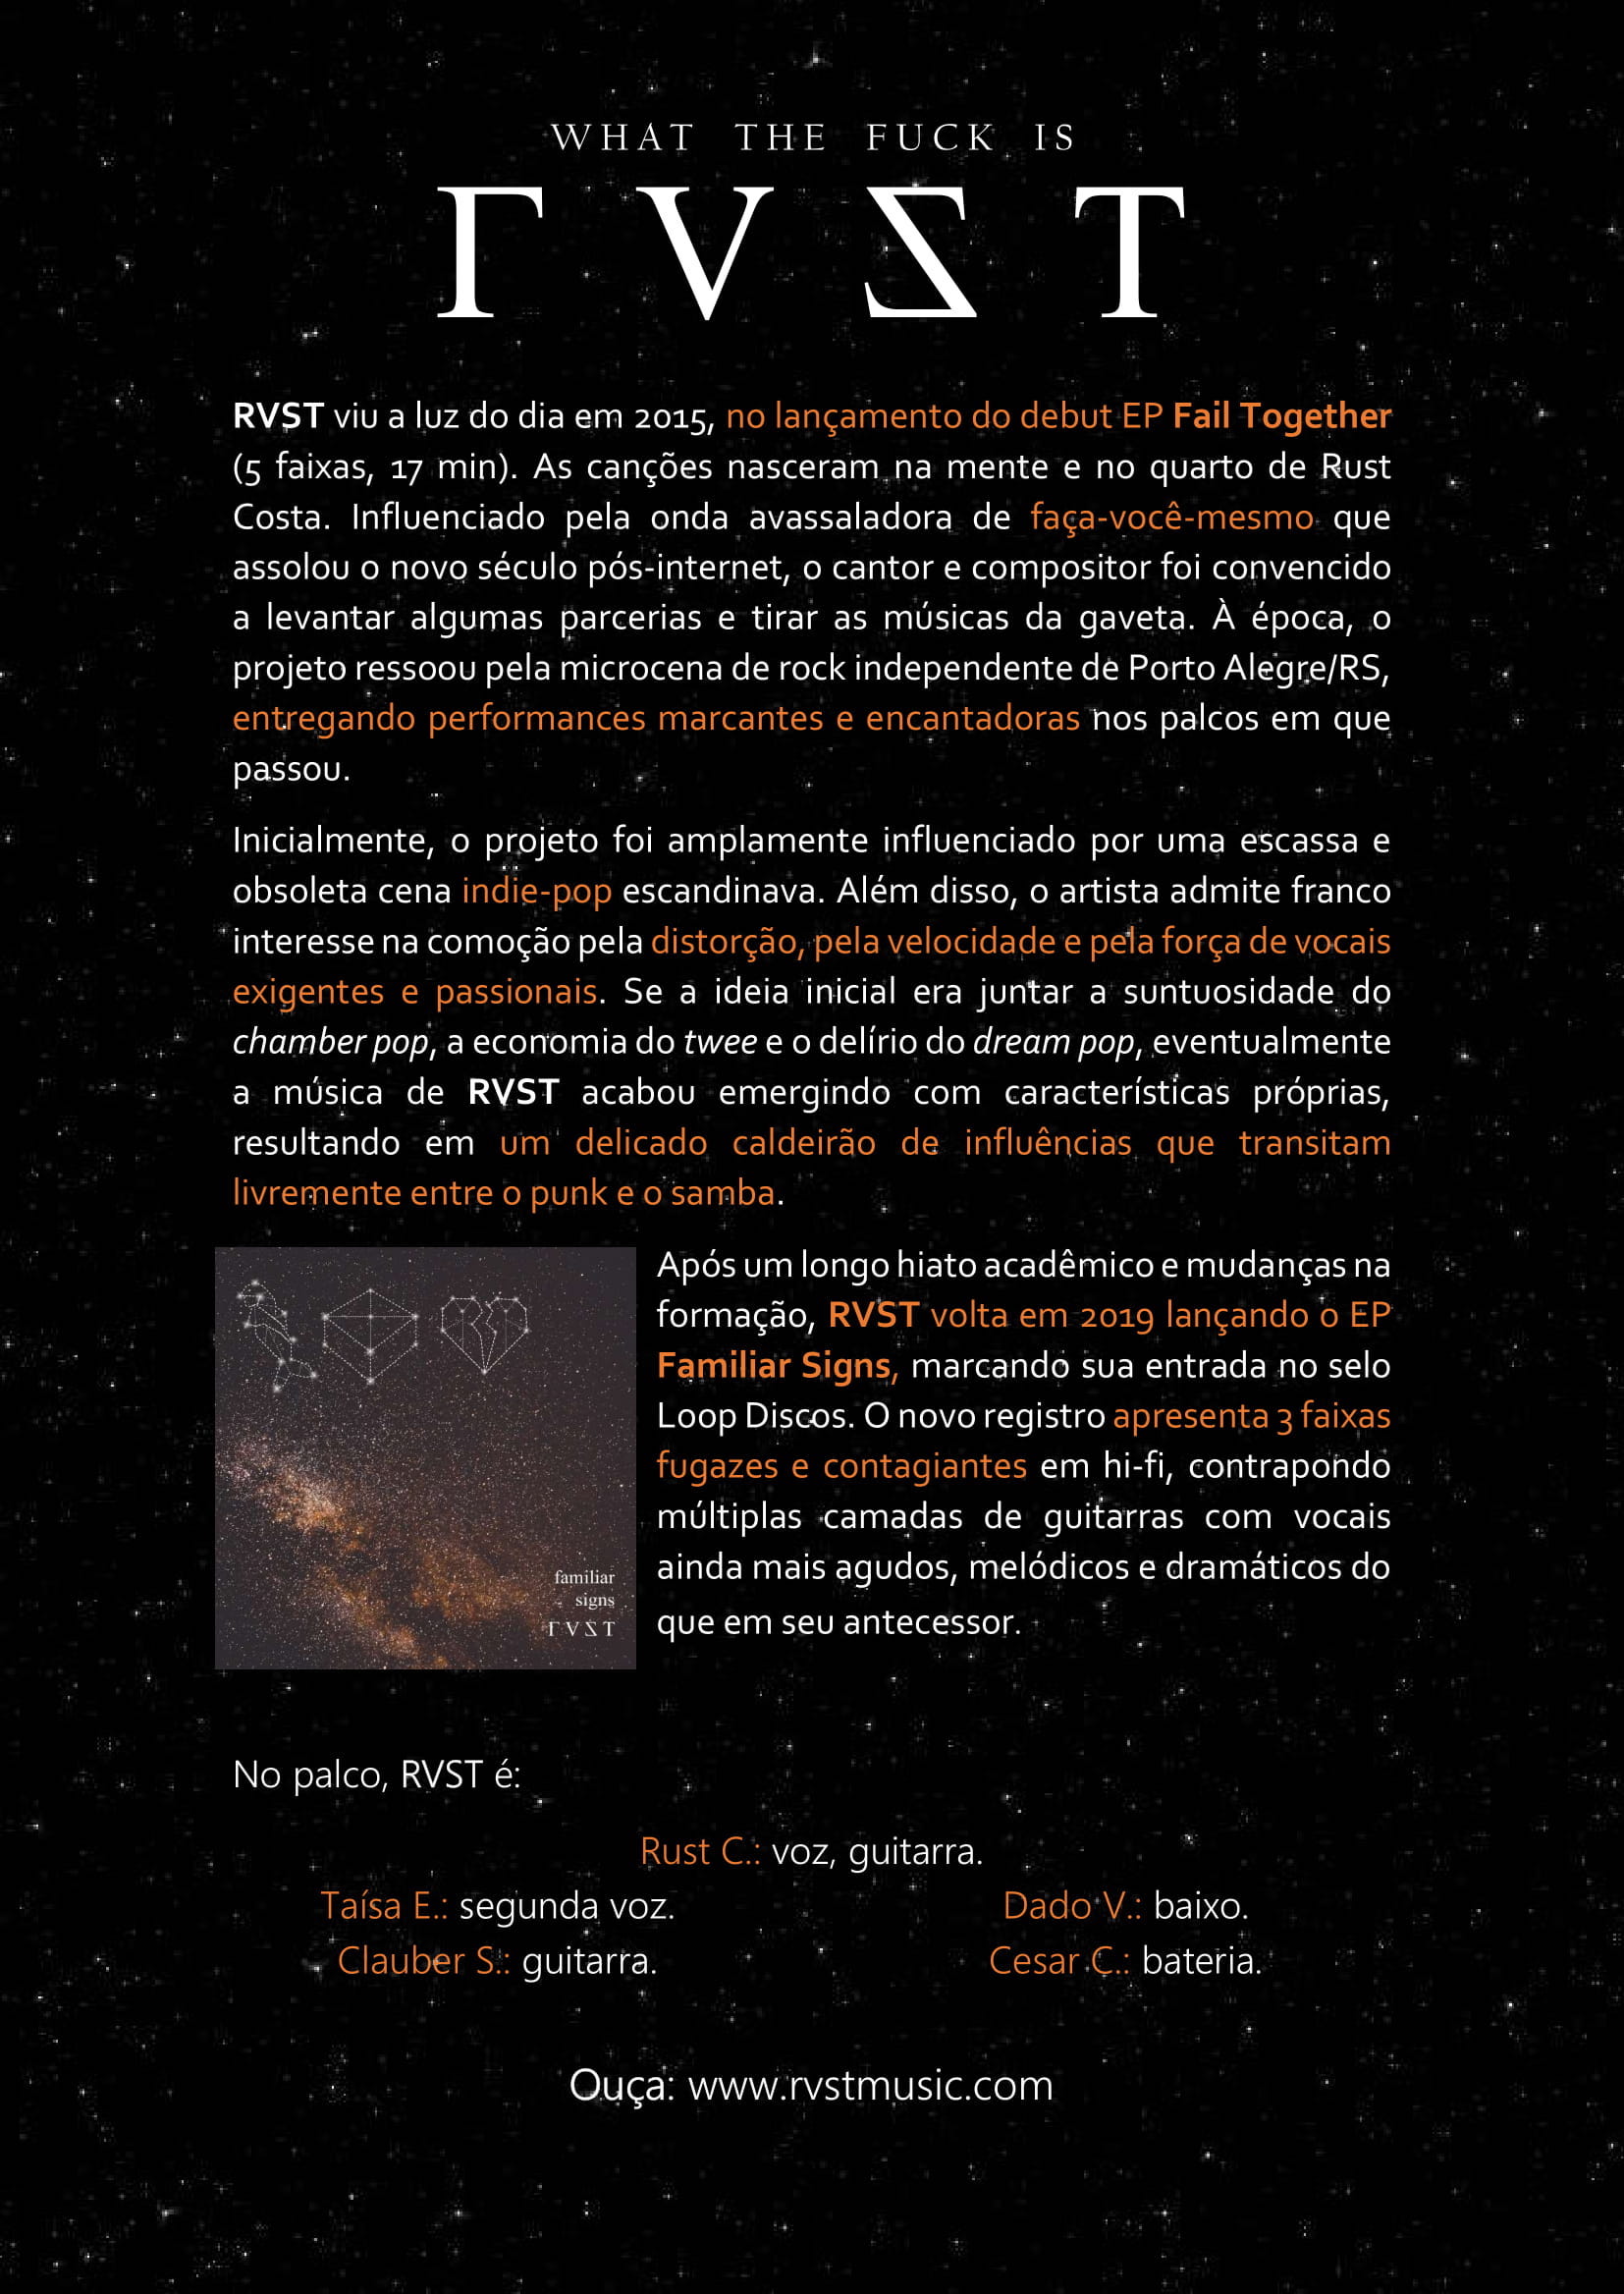 WHAT THE FUCK IS
ΓVƧT
RVST viu a luz do dia em 2015, no lançamento do debut EP Fail Together
(5 faixas, 17 min). As canções nasceram na mente e no quarto de Rust
Costa. Influenciado pela onda avassaladora de faça-você-mesmo que
assolou o novo século pós-internet, o cantor e compositor foi convencido
a levantar algumas parcerias e tirar as músicas da gaveta. À época, o
projeto ressoou pela microcena de rock independente de Porto Alegre/RS,
entregando performances marcantes e encantadoras nos palcos em que
passou.
Inicialmente, o projeto foi amplamente influenciado por uma escassa e
obsoleta cena indie-pop escandinava. Além disso, o artista admite franco
interesse na comoção pela distorção, pela velocidade e pela força de vocais
exigentes e passionais. Se a ideia inicial era juntar a suntuosidade do
chamber pop, a economia do twee e o delírio do dream pop, eventualmente
a música de RVST acabou emergindo com características próprias,
resultando em um delicado caldeirão de influências que transitam
livremente entre o punk e o samba.
familiar
signs
ΓVƧT
Após um longo hiato acadêmico e mudanças na
formação, RVST volta em 2019 lançando o EP
Familiar Signs, marcando sua entrada no selo
Loop Discos. O novo registro apresenta 3 faixas
fugazes e contagiantes em hi-fi, contrapondo
múltiplas camadas de guitarras com vocais
ainda mais agudos, melódicos e dramáticos do
que em seu antecessor.
No palco, RVST é:
Rust C.: voz, guitarra.
Taísa E.: segunda voz.
Dado V.: baixo.
Clauber S.: guitarra.
Cesar C.: bateria.
Ouça: www.rvstmusic.com